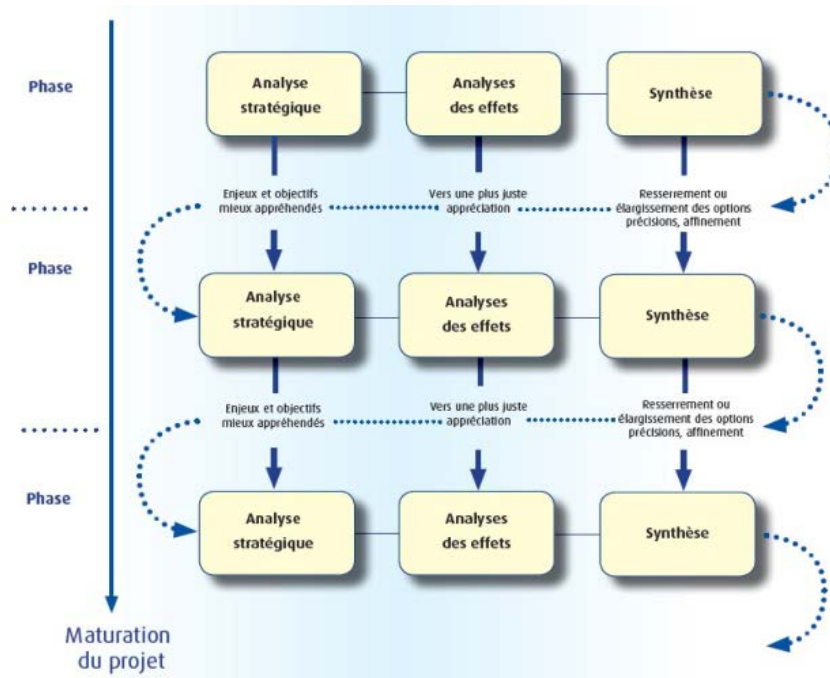 Phase
Analyse
stratégique
Analyses
des effets
Synthèse
Enjeux et objectifs
mieux appréhendés
Vers une plus juste
appréciation
Resserrement ou
élargissement des options
précisions, affinement
Phase
Analyse
stratégique
Analyses
des effets
Synthèse
Enjeux et objectifs
mieux appréhendés
Vers une plus juste
appréciation
Resserrement ou
élargissement des options
précisions, affinement
Phase
Analyse
stratégique
Analyses
des effets
Synthèse
Maturation
du projet